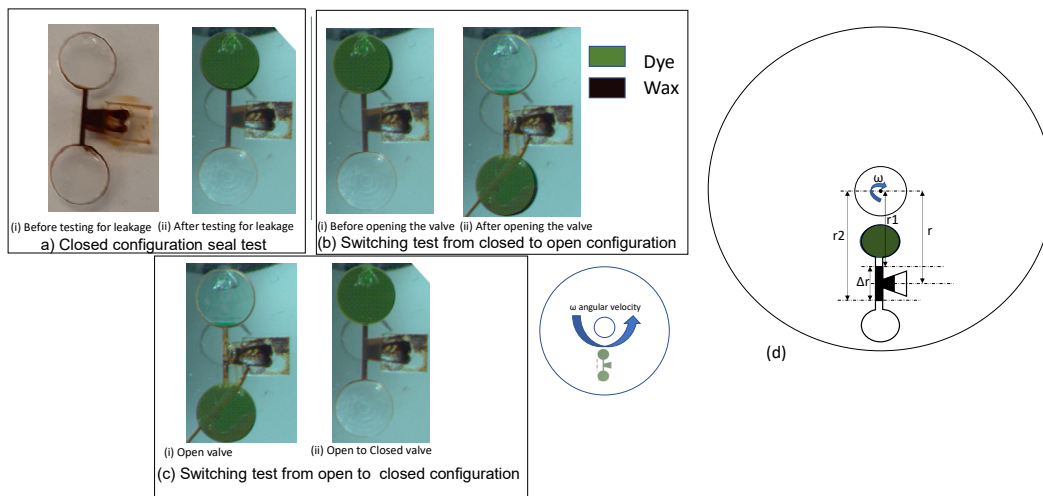 Dye
Wax
(i) Before testing for leakage
(ii) After testing for leakage
a) Closed configuration seal test
(i) Before opening the valve
(ii) After opening the valve
(b) Switching test from closed to open configuration
(i) Open valve
(ii) Open to Closed valve
(c) Switching test from open to closed configuration
ω angular velocity
ω
r1
r2
r
Δr
(d)